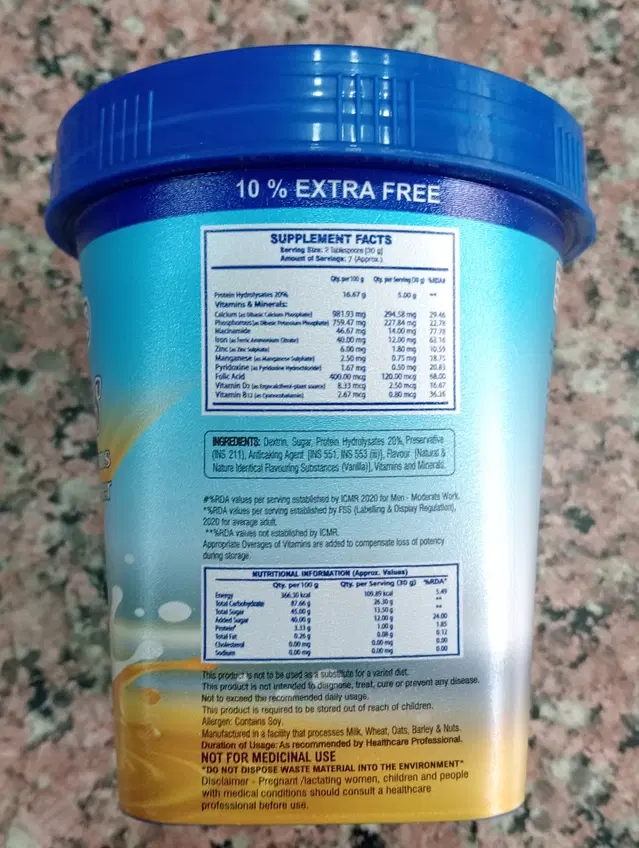 10 % EXTRA FREE
SUPPLEMENT FACTS
Serving Size: 2 Tablespoons (30 g)
Amount of Servings: 7 (Approx.)
Qty. per 100 g Qty. per Serving (30 g) %RDA#
Protein Hydrolysates 20% 16.67 g 5.00 g **
Vitamins & Minerals:
Calcium (as Dibasic Calcium Phosphate) 981.93 mg 294.58 mg 29.46
Phosphorous (as Dibasic Potassium Phosphate) 759.47 mg 227.84 mg 22.78
Niacinamide 46.67 mg 14.00 mg 77.78
Iron (as Ferric Ammonium Citrate) 40.00 mg 12.00 mg 63.16
Zinc (as Zinc Sulphate) 6.00 mg 1.80 mg 10.59
Manganese (as Manganese Sulphate) 2.50 mg 0.75 mg 18.75
Pyridoxine (as Pyridoxine Hydrochloride) 1.67 mg 0.50 mg 20.83
Folic Acid 400.00 mcg 120.00 mcg 68.00
Vitamin D2 (as Ergocalciferol-plant source) 8.33 mcg 2.50 mcg 16.67
Vitamin B12 (as Cyanocobalamin) 2.67 mcg 0.80 mcg 36.36
INGREDIENTS: Dextrin, Sugar, Protein Hydrolysates 20%, Preservative
(INS 211), Anticaking Agent [INS 551, INS 553 (iii)], Flavour [Natural &
Nature Identical Flavouring Substances (Vanilla)], Vitamins and Minerals.
#%RDA values per serving established by ICMR 2020 for Men - Moderate Work.
*%RDA values per serving established by FSS (Labelling & Display Regulation),
2020 for average adult.
**%RDA values not established by ICMR.
Appropriate Overages of Vitamins are added to compensate loss of potency
during storage.
NUTRITIONAL INFORMATION (Approx. Values)
Qty. per 100 g Qty. per Serving (30 g) %RDA*
Energy 366.30 kcal 109.89 kcal 5.49
Total Carbohydrate 87.66 g 26.30 g **
Total Sugar 45.00 g 13.50 g **
Added Sugar 40.00 g 12.00 g 24.00
Protein 3.33 g 1.00 g 1.85
Total Fat 0.26 g 0.08 g 0.12
Cholesterol 0.00 mg 0.00 mg 0.00
Sodium 0.00 mg 0.00 mg 0.00
This product is not to be used as a substitute for a varied diet.
This product is not intended to diagnose, treat, cure or prevent any disease.
Not to exceed the recommended daily usage.
This product is required to be stored out of reach of children.
Allergen: Contains Soy.
Manufactured in a facility that processes Milk, Wheat, Oats, Barley & Nuts.
Duration of Usage: As recommended by Healthcare Professional.
NOT FOR MEDICINAL USE
"DO NOT DISPOSE WASTE MATERIAL INTO THE ENVIRONMENT"
Disclaimer - Pregnant /lactating women, children and people
with medical conditions should consult a healthcare
professional before use.